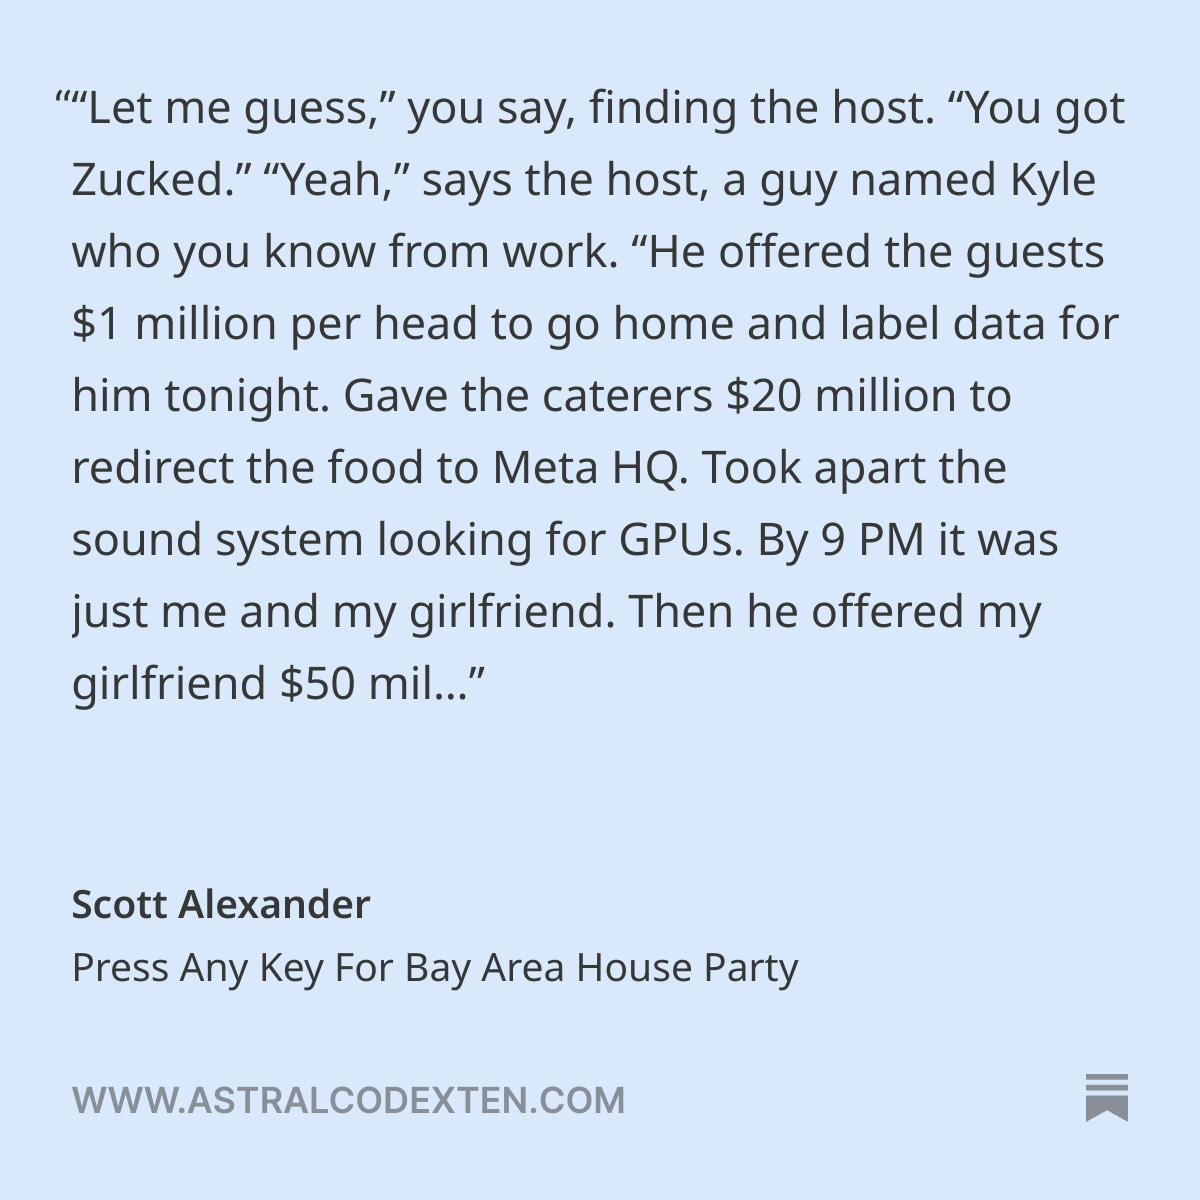 ““Let me guess,” you say, finding the host. “You got
Zucked.” “Yeah,” says the host, a guy named Kyle
who you know from work. “He offered the guests
$1 million per head to go home and label data for
him tonight. Gave the caterers $20 million to
redirect the food to Meta HQ. Took apart the
sound system looking for GPUs. By 9 PM it was
just me and my girlfriend. Then he offered my
girlfriend $50 mil...”
Scott Alexander
Press Any Key For Bay Area House Party
WWW.ASTRALCODEXTEN.COM